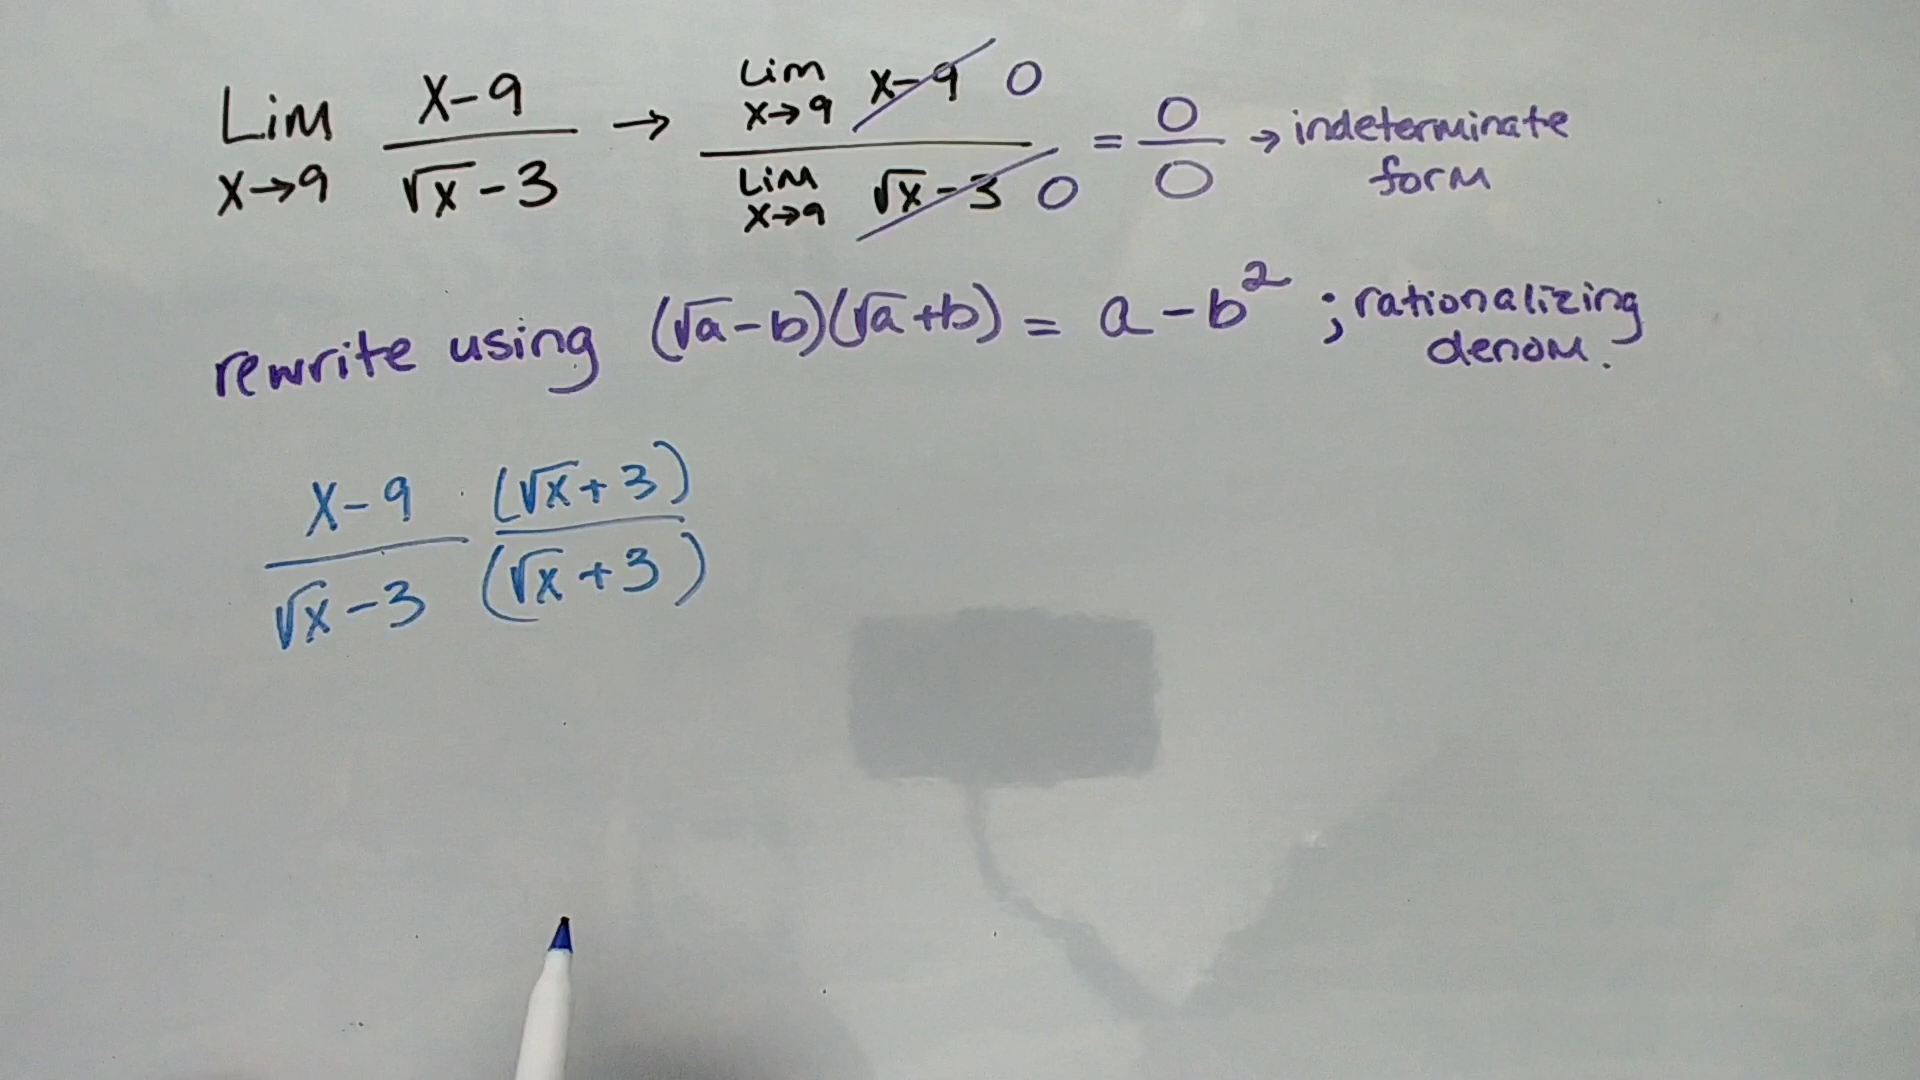 Lim x→9 x-9 / √x - 3 → Lim x→9 x-9 0 / Lim x→9 √x - 3 0 = 0/0 → indeterminate form
rewrite using (√a - b)(√a + b) = a - b² ; rationalizing denom.
x-9 / √x - 3 · (√x + 3) / (√x + 3)